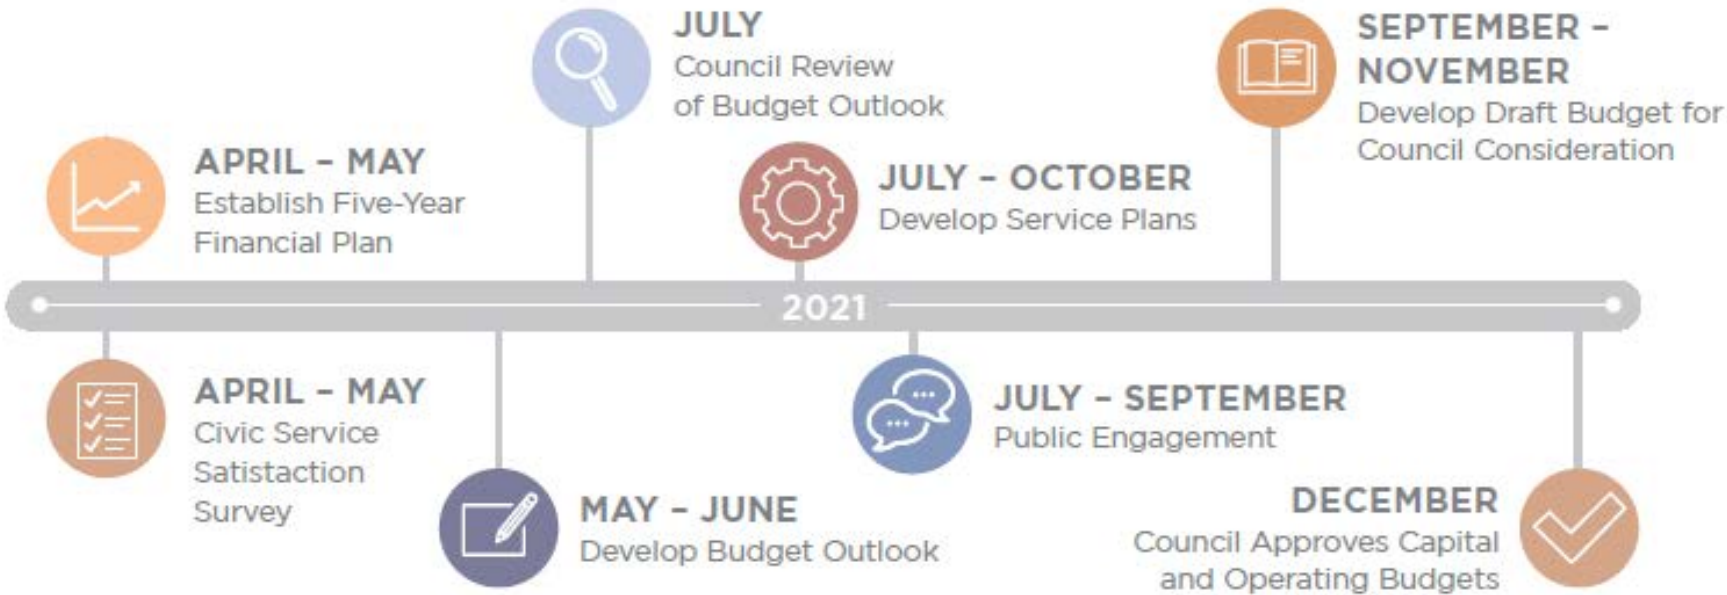 APRIL – MAY
Establish Five-Year
Financial Plan
JULY
Council Review
of Budget Outlook
JULY – OCTOBER
Develop Service Plans
SEPTEMBER –
NOVEMBER
Develop Draft Budget for
Council Consideration
2021
APRIL – MAY
Civic Service
Satistaction
Survey
MAY – JUNE
Develop Budget Outlook
JULY – SEPTEMBER
Public Engagement
DECEMBER
Council Approves Capital
and Operating Budgets